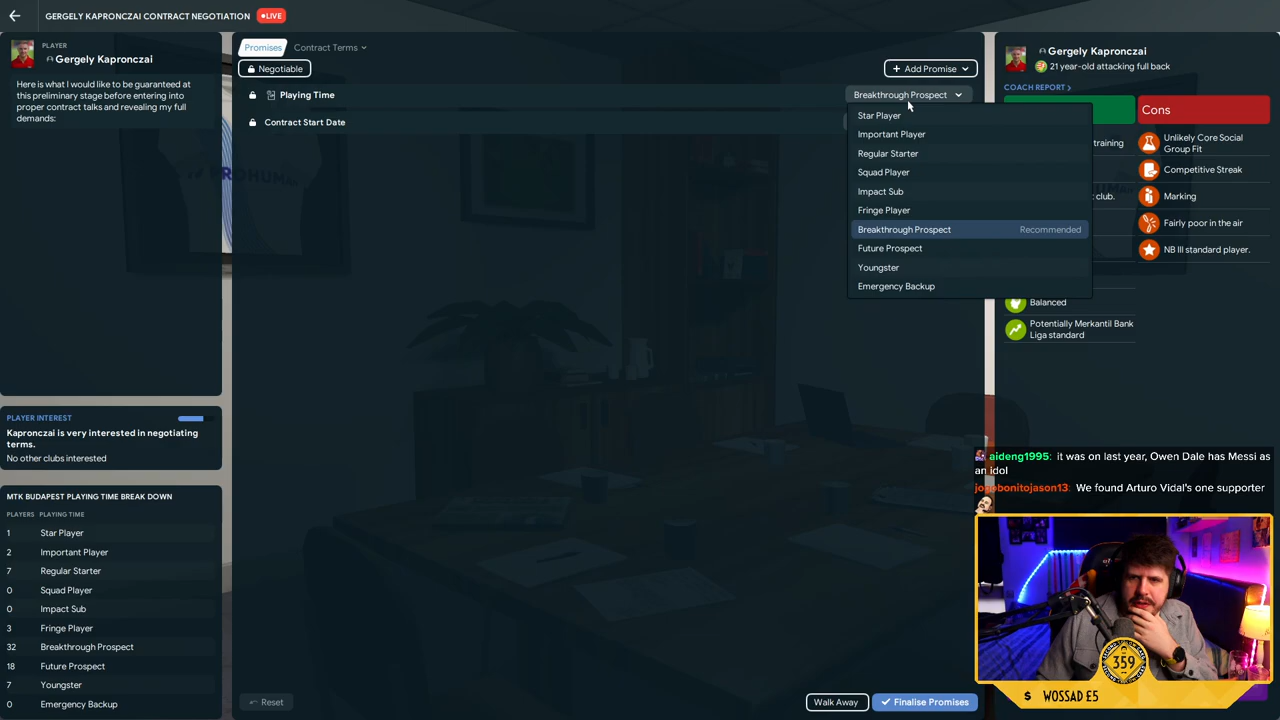 GERGELY KAPRONCZAI CONTRACT NEGOTIATION
LIVE
PLAYER
Gergely Kapronczai
Here is what I would like to be guaranteed at
this preliminary stage before entering into
proper contract talks and revealing my full
demands:
PLAYER INTEREST
Kapronczai is very interested in negotiating
terms.
No other clubs interested
MTK BUDAPEST PLAYING TIME BREAK DOWN
PLAYERS PLAYING TIME
1 Star Player
2 Important Player
7 Regular Starter
0 Squad Player
0 Impact Sub
3 Fringe Player
32 Breakthrough Prospect
18 Future Prospect
7 Youngster
0 Emergency Backup
Promises
Contract Terms
Negotiable
+ Add Promise
Playing Time
Breakthrough Prospect
Contract Start Date
Star Player
Important Player
Regular Starter
Squad Player
Impact Sub
Fringe Player
Breakthrough Prospect Recommended
Future Prospect
Youngster
Emergency Backup
Reset
Walk Away
Finalise Promises
Gergely Kapronczai
21 year-old attacking full back
COACH REPORT
Cons
training
club.
Balanced
Potentially Merkantil Bank
Liga standard
Unlikely Core Social
Group Fit
Competitive Streak
Marking
Fairly poor in the air
NB III standard player.
aideng1995: it was on last year, Owen Dale has Messi as
an idol
jogobonitojason13: We found Arturo Vidal's one supporter
359
$ WOSSAD £5